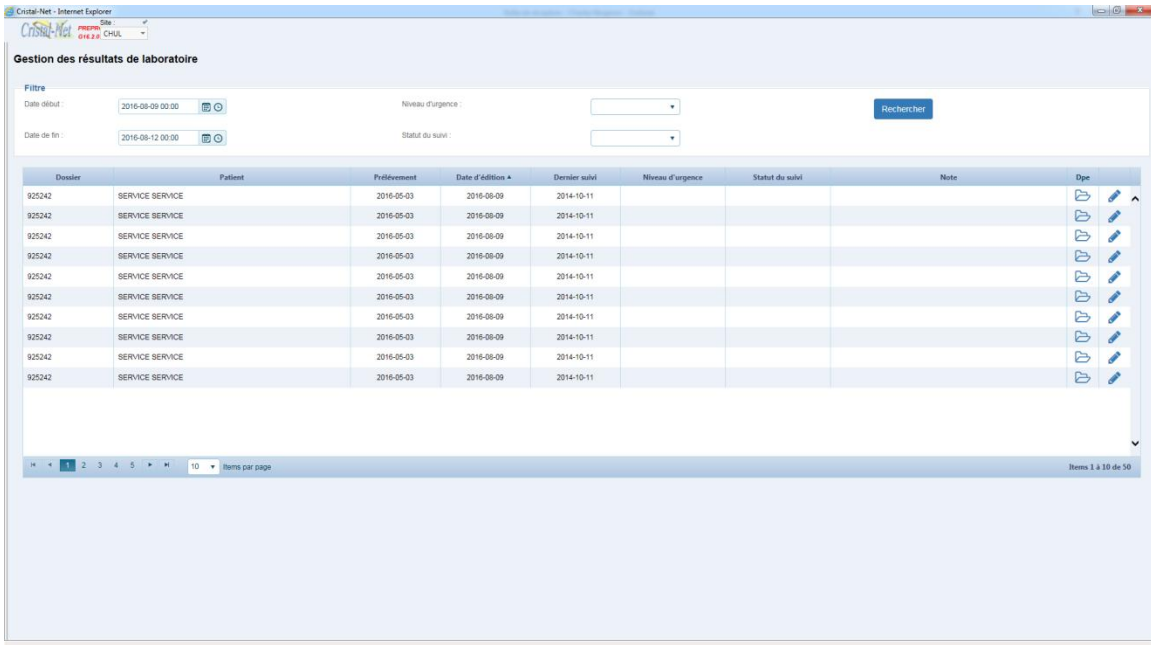 Cristal-Net - Internet Explorer
Cristal-Net
Site :
CHUL
Gestion des résultats de laboratoire
Filtre
Date début : 2016-08-09 00:00 Niveau d'urgence : Rechercher
Date de fin : 2016-08-12 00:00 Statut du suivi :
Dossier Patient Prélèvement Date d'édition Dernier suivi Niveau d'urgence Statut du suivi Note Dpe
925242 SERVICE SERVICE 2016-05-03 2016-08-09 2014-10-11
925242 SERVICE SERVICE 2016-05-03 2016-08-09 2014-10-11
925242 SERVICE SERVICE 2016-05-03 2016-08-09 2014-10-11
925242 SERVICE SERVICE 2016-05-03 2016-08-09 2014-10-11
925242 SERVICE SERVICE 2016-05-03 2016-08-09 2014-10-11
925242 SERVICE SERVICE 2016-05-03 2016-08-09 2014-10-11
925242 SERVICE SERVICE 2016-05-03 2016-08-09 2014-10-11
925242 SERVICE SERVICE 2016-05-03 2016-08-09 2014-10-11
925242 SERVICE SERVICE 2016-05-03 2016-08-09 2014-10-11
925242 SERVICE SERVICE 2016-05-03 2016-08-09 2014-10-11
1 2 3 4 5 10 Items par page Items 1 à 10 de 50